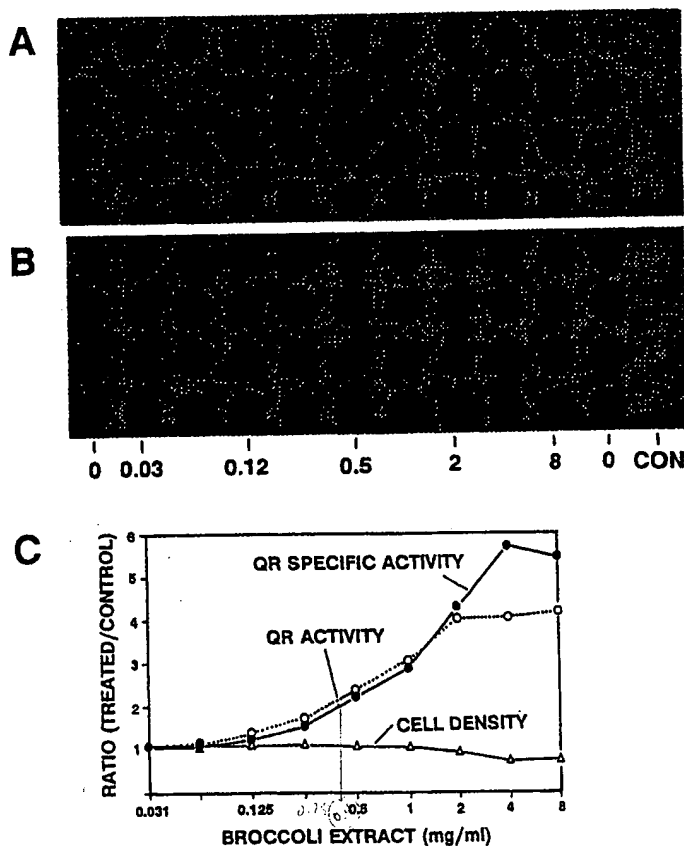 A
B
0 0.03 0.12 0.5 2 8 0 CON
C
RATIO (TREATED/CONTROL)
6
5
4
3
2
1
QR SPECIFIC ACTIVITY
QR ACTIVITY
CELL DENSITY
0.031 0.125 0.5 1 2 4 8
BROCCOLI EXTRACT (mg/ml)